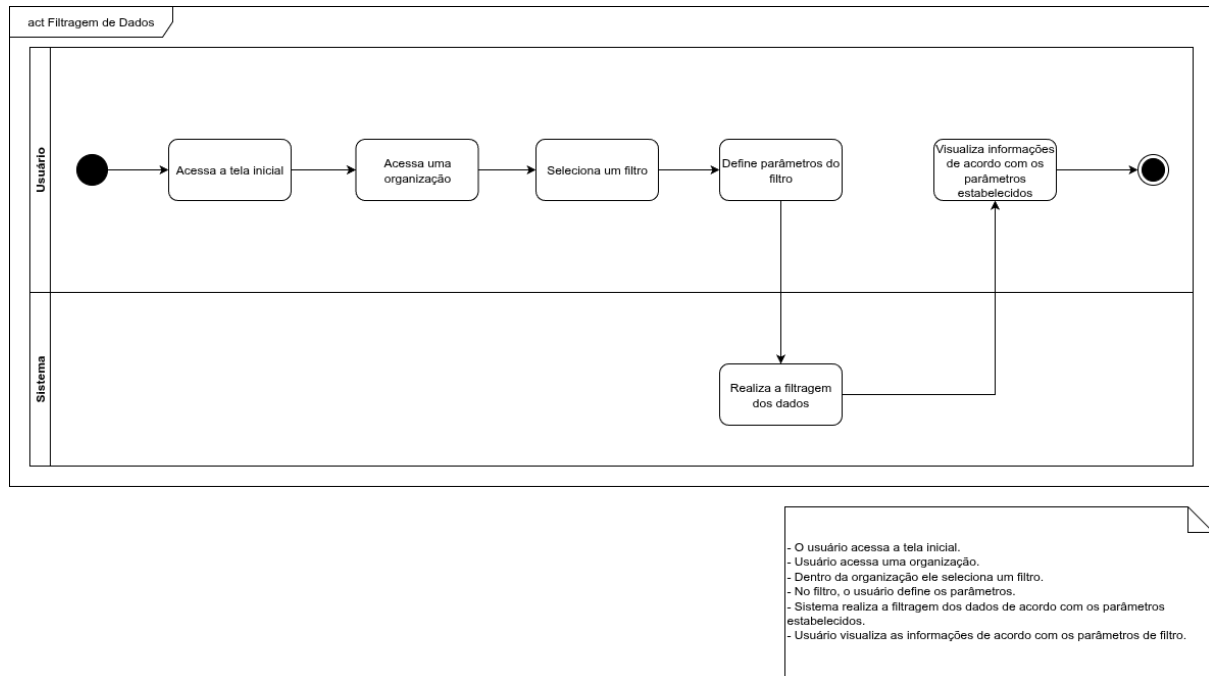 act Filtragem de Dados
Usuário
Acessa a tela inicial
Acessa uma
organização
Seleciona um filtro
Define parâmetros do
filtro
Visualiza informações
de acordo com os
parâmetros
estabelecidos
Sistema
Realiza a filtragem
dos dados
- O usuário acessa a tela inicial.
- Usuário acessa uma organização.
- Dentro da organização ele seleciona um filtro.
- No filtro, o usuário define os parâmetros.
- Sistema realiza a filtragem dos dados de acordo com os parâmetros
estabelecidos.
- Usuário visualiza as informações de acordo com os parâmetros de filtro.